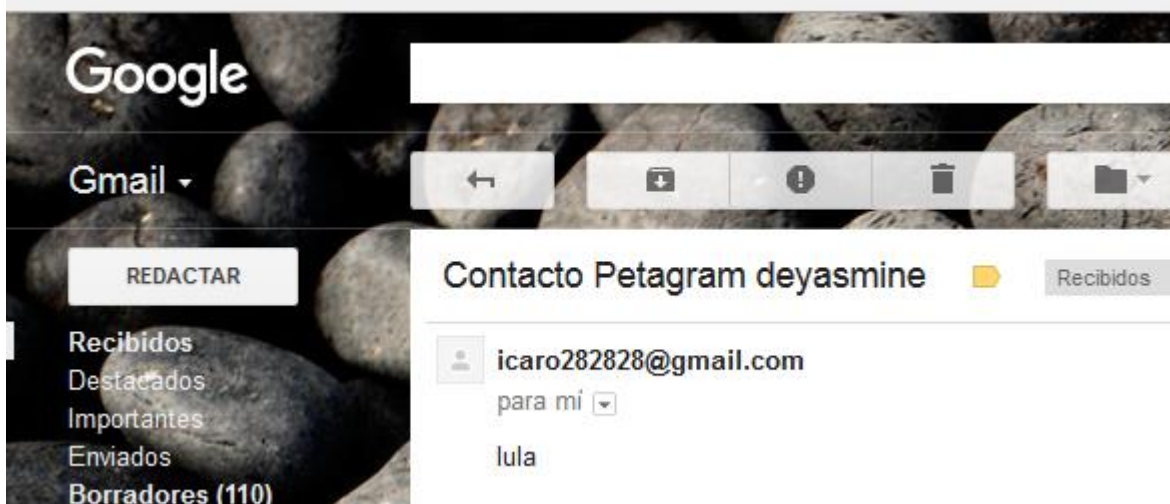 Google
Gmail
REDACTAR
Recibidos
Destacados
Importantes
Enviados
Borradores (110)
Contacto Petagram deyasmine
Recibidos
icaro282828@gmail.com
para mí
lula